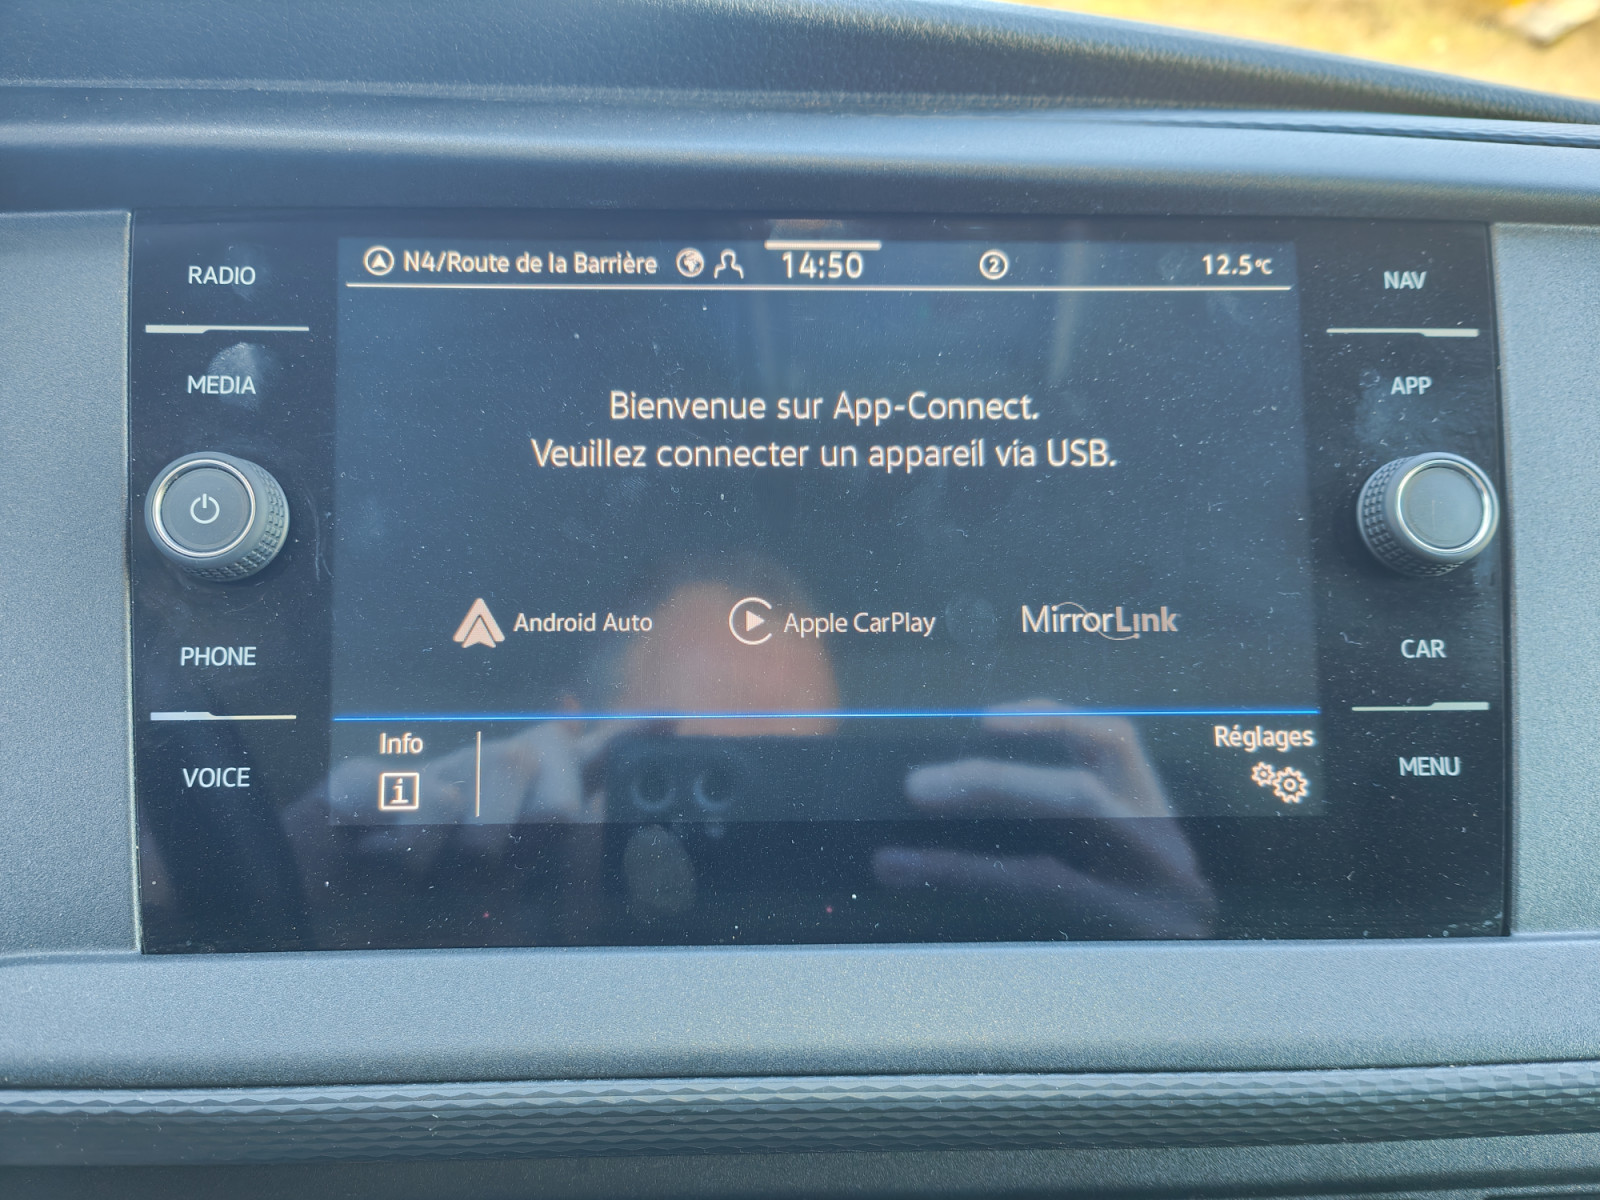 RADIO
MEDIA
PHONE
VOICE
N4/Route de la Barrière
14:50
2
12.5°C
Bienvenue sur App-Connect.
Veuillez connecter un appareil via USB.
Android Auto
Apple CarPlay
MirrorLink
Info
i
Réglages
NAV
APP
CAR
MENU